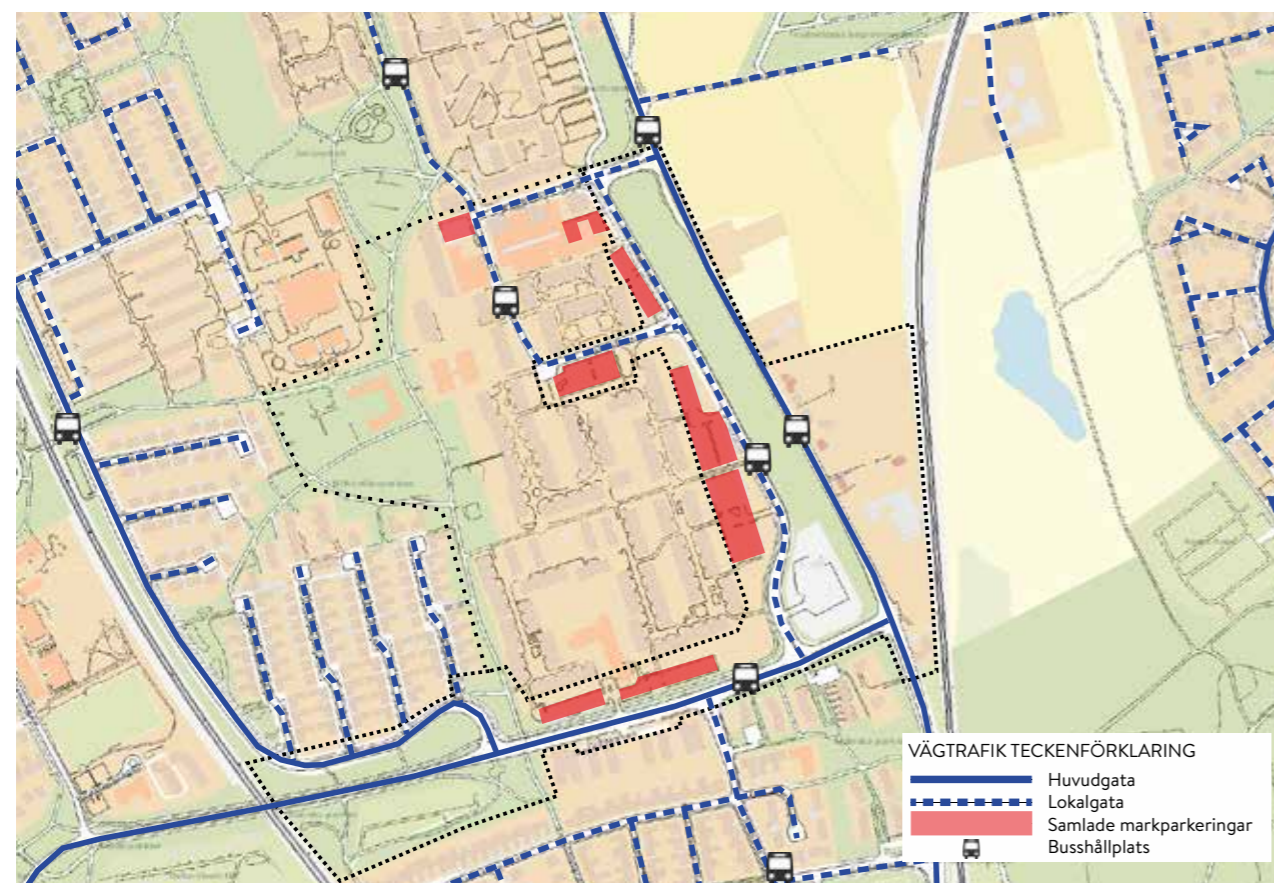 VÄGTRAFIK TECKENFÖRKLARING
Huvudgata
Lokalgata
Samlade markparkeringar
Busshållplats